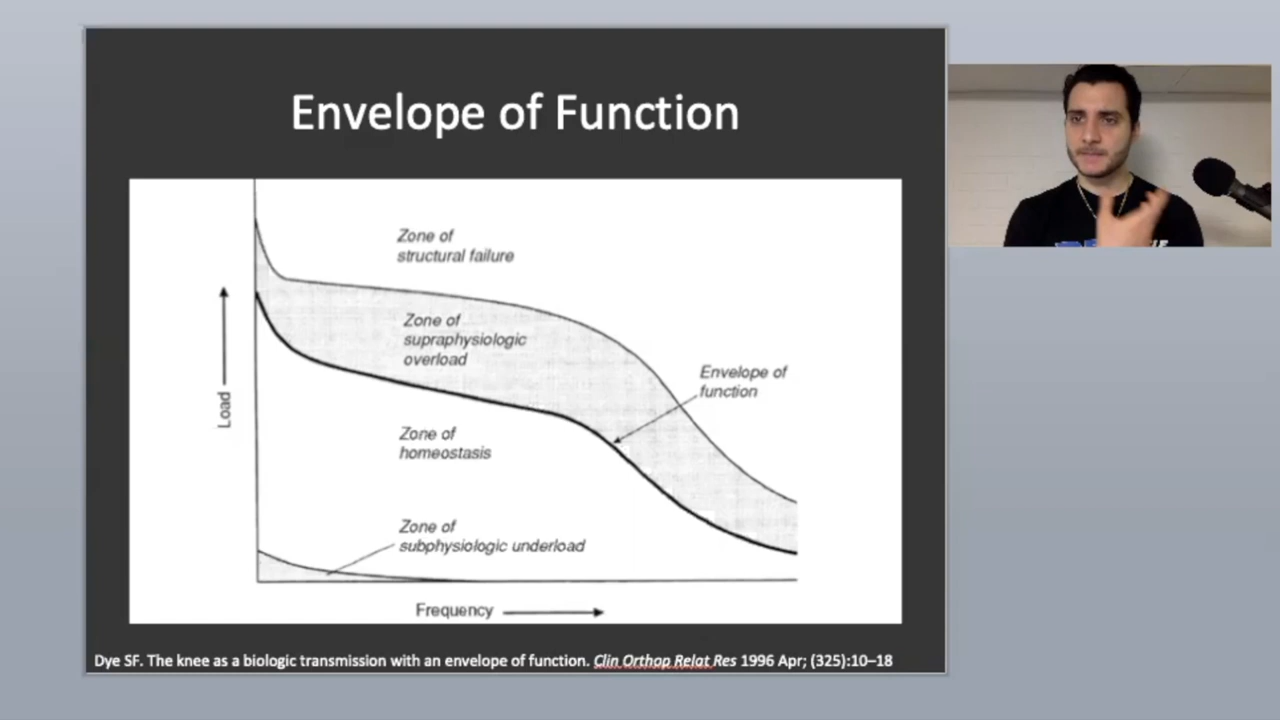 Envelope of Function
Zone of
structural failure
Zone of
supraphysiologic
overload
Envelope of
function
Load
Zone of
homeostasis
Zone of
subphysiologic underload
Frequency
Dye SF. The knee as a biologic transmission with an envelope of function. Clin Orthop Relat Res 1996 Apr; (325):10–18